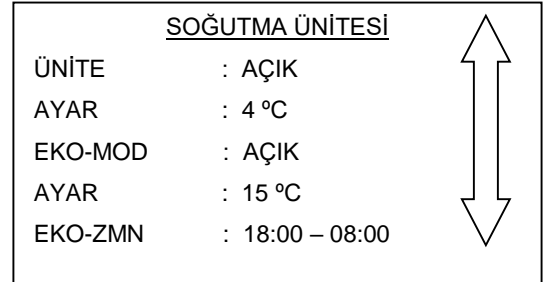 SOĞUTMA ÜNİTESİ
ÜNİTE : AÇIK
AYAR : 4 ºC
EKO-MOD : AÇIK
AYAR : 15 ºC
EKO-ZMN : 18:00 – 08:00